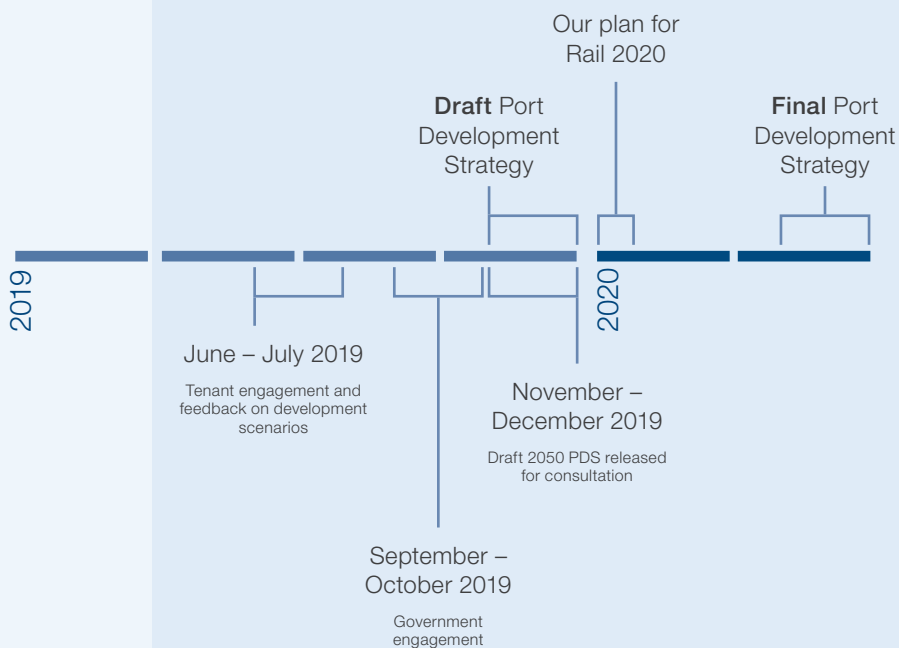 Our plan for
Rail 2020
Draft Port
Development
Strategy
Final Port
Development
Strategy
2019
2020
June – July 2019
Tenant engagement and
feedback on development
scenarios
November –
December 2019
Draft 2050 PDS released
for consultation
September –
October 2019
Government
engagement